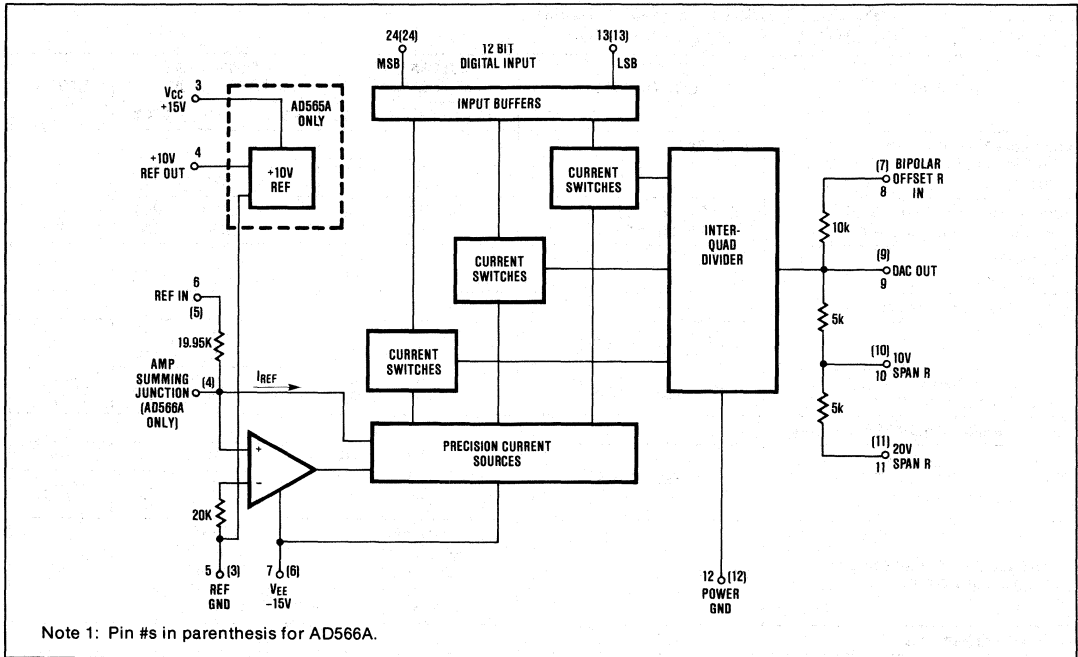 24(24)
MSB
12 BIT
DIGITAL INPUT
13(13)
LSB
INPUT BUFFERS
VCC
+15V
3
AD565A
ONLY
+10V
REF OUT
4
+10V
REF
CURRENT
SWITCHES
CURRENT
SWITCHES
CURRENT
SWITCHES
INTER-
QUAD
DIVIDER
(7) BIPOLAR
OFFSET R
8 IN
10k
(9)
DAC OUT
9
5k
(10) 10V
10 SPAN R
5k
(11) 20V
11 SPAN R
6
REF IN
(5)
19.95K
AMP
SUMMING
JUNCTION
(AD566A
ONLY)
(4)
IREF
+
−
PRECISION CURRENT
SOURCES
20K
5 (3)
REF
GND
7 (6)
VEE
-15V
12 (12)
POWER
GND
Note 1: Pin #s in parenthesis for AD566A.